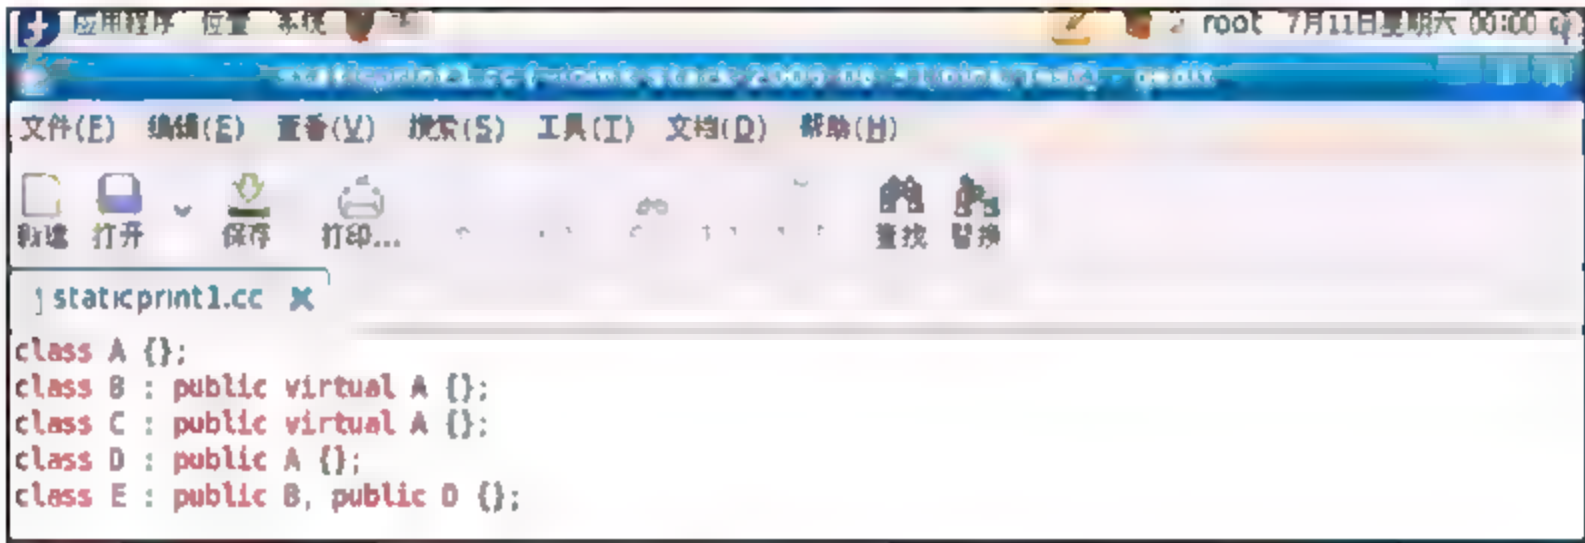 应用程序 位置 系统 root 7月11日星期六 00:00
文件(F) 编辑(E) 查看(V) 搜索(S) 工具(T) 文档(D) 帮助(H)
新建 打开 保存 打印... 查找 替换
staticprint1.cc
class A {};
class B : public virtual A {};
class C : public virtual A {};
class D : public A {};
class E : public B, public D {};